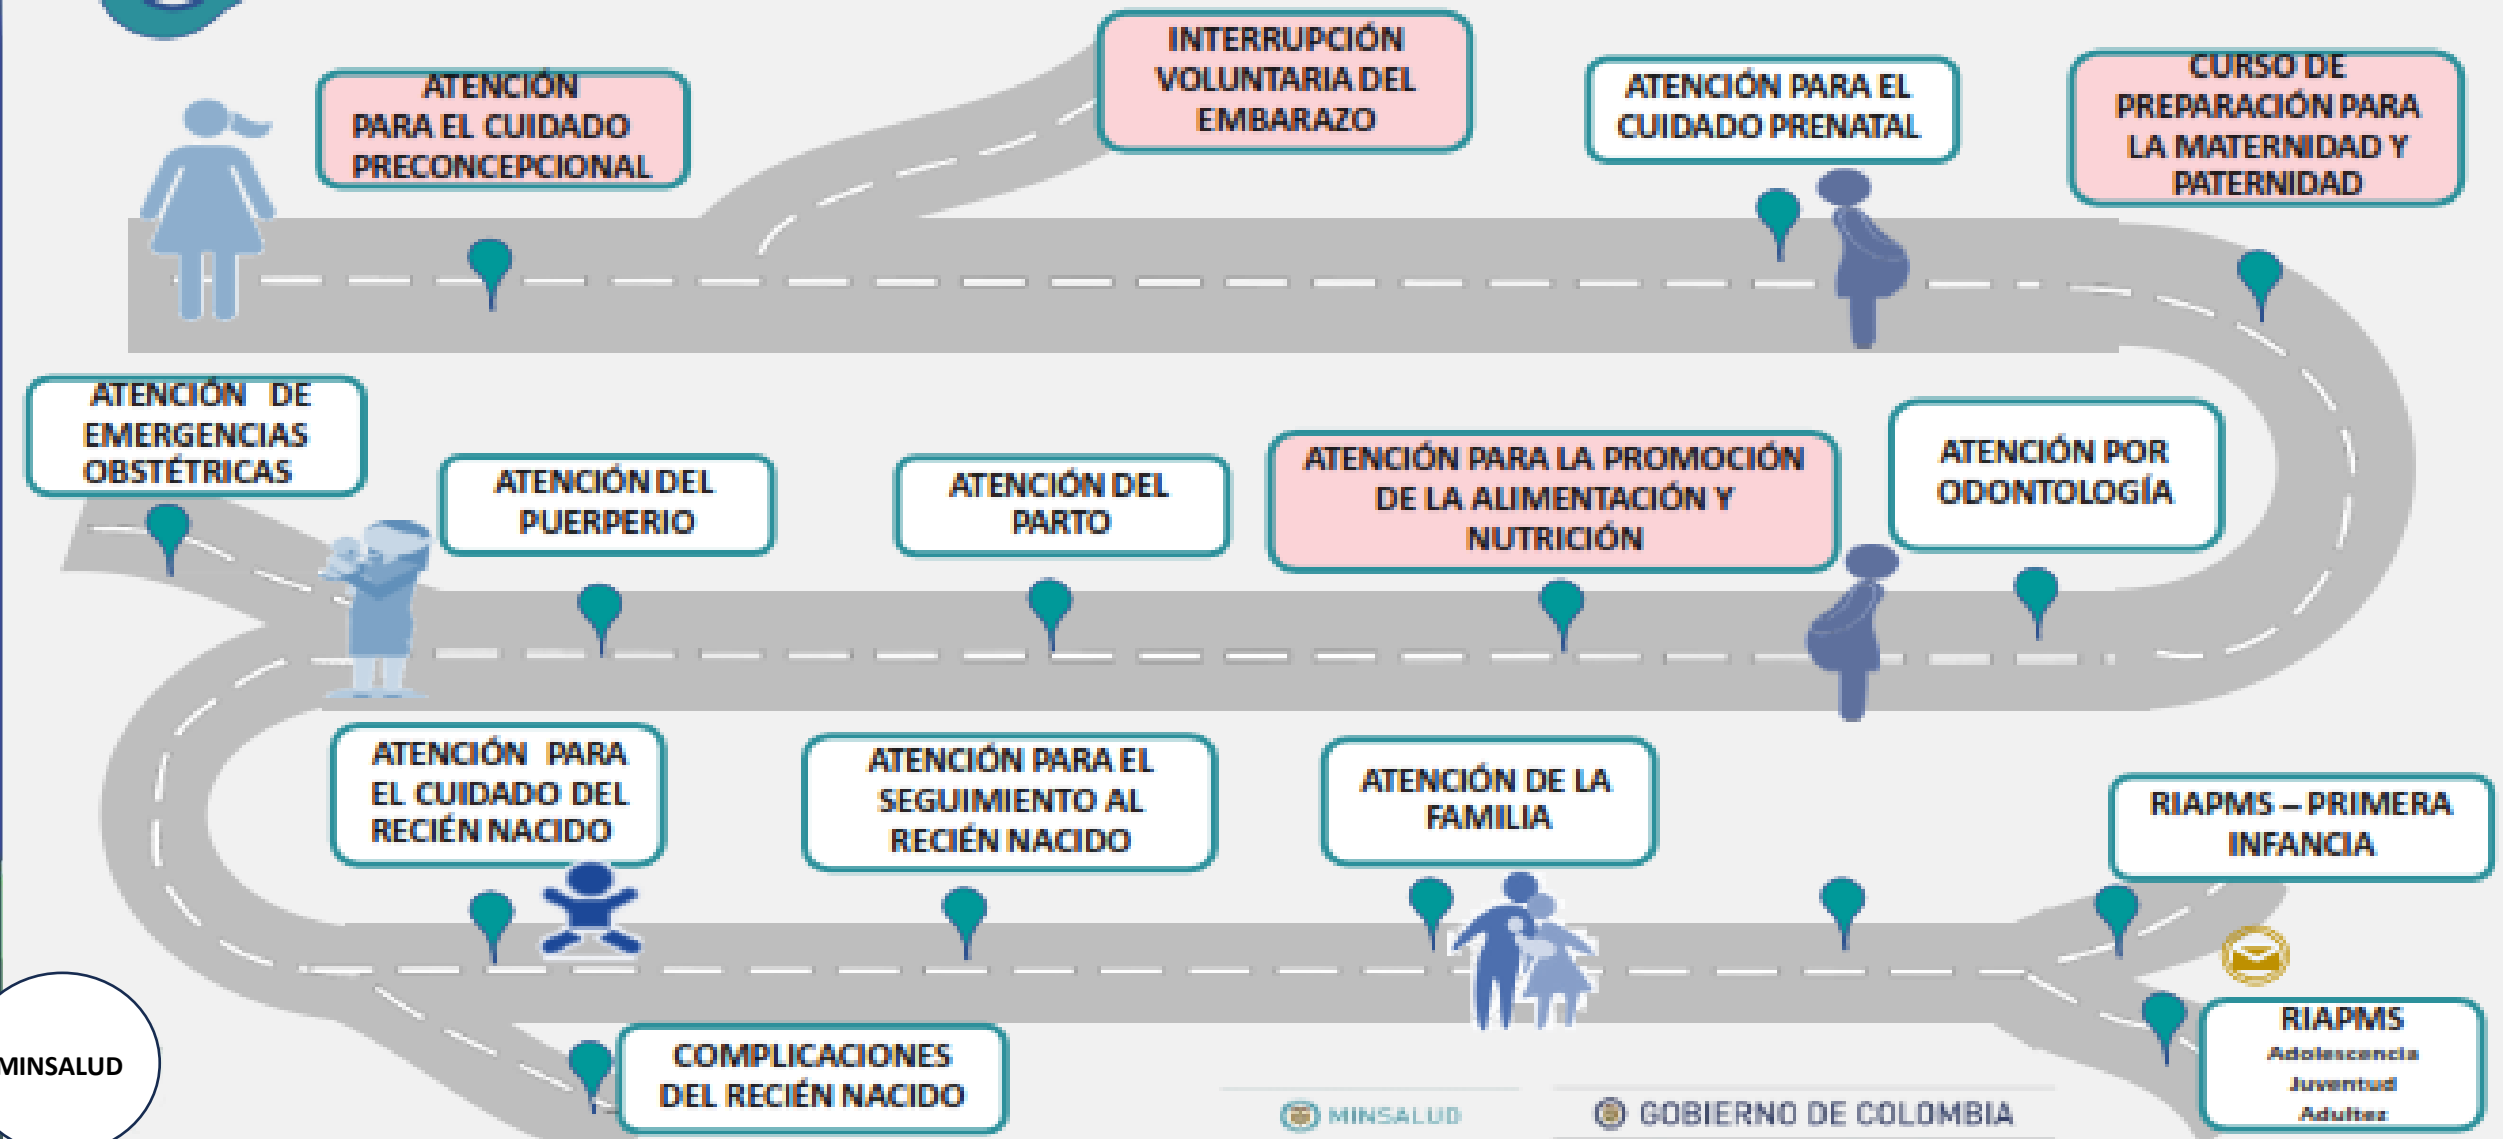 ATENCIÓN
PARA EL CUIDADO
PRECONCEPCIONAL
INTERRUPCIÓN
VOLUNTARIA DEL
EMBARAZO
ATENCIÓN PARA EL
CUIDADO PRENATAL
CURSO DE
PREPARACIÓN PARA
LA MATERNIDAD Y
PATERNIDAD
ATENCIÓN DE
EMERGENCIAS
OBSTÉTRICAS
ATENCIÓN DEL
PUERPERIO
ATENCIÓN DEL
PARTO
ATENCIÓN PARA LA PROMOCIÓN
DE LA ALIMENTACIÓN Y
NUTRICIÓN
ATENCIÓN POR
ODONTOLOGÍA
ATENCIÓN PARA
EL CUIDADO DEL
RECIÉN NACIDO
ATENCIÓN PARA EL
SEGUIMIENTO AL
RECIÉN NACIDO
ATENCIÓN DE LA
FAMILIA
RIAPMS – PRIMERA
INFANCIA
COMPLICACIONES
DEL RECIÉN NACIDO
RIAPMS
Adolescencia
Juventud
Adultez
MINSALUD
MINSALUD
GOBIERNO DE COLOMBIA